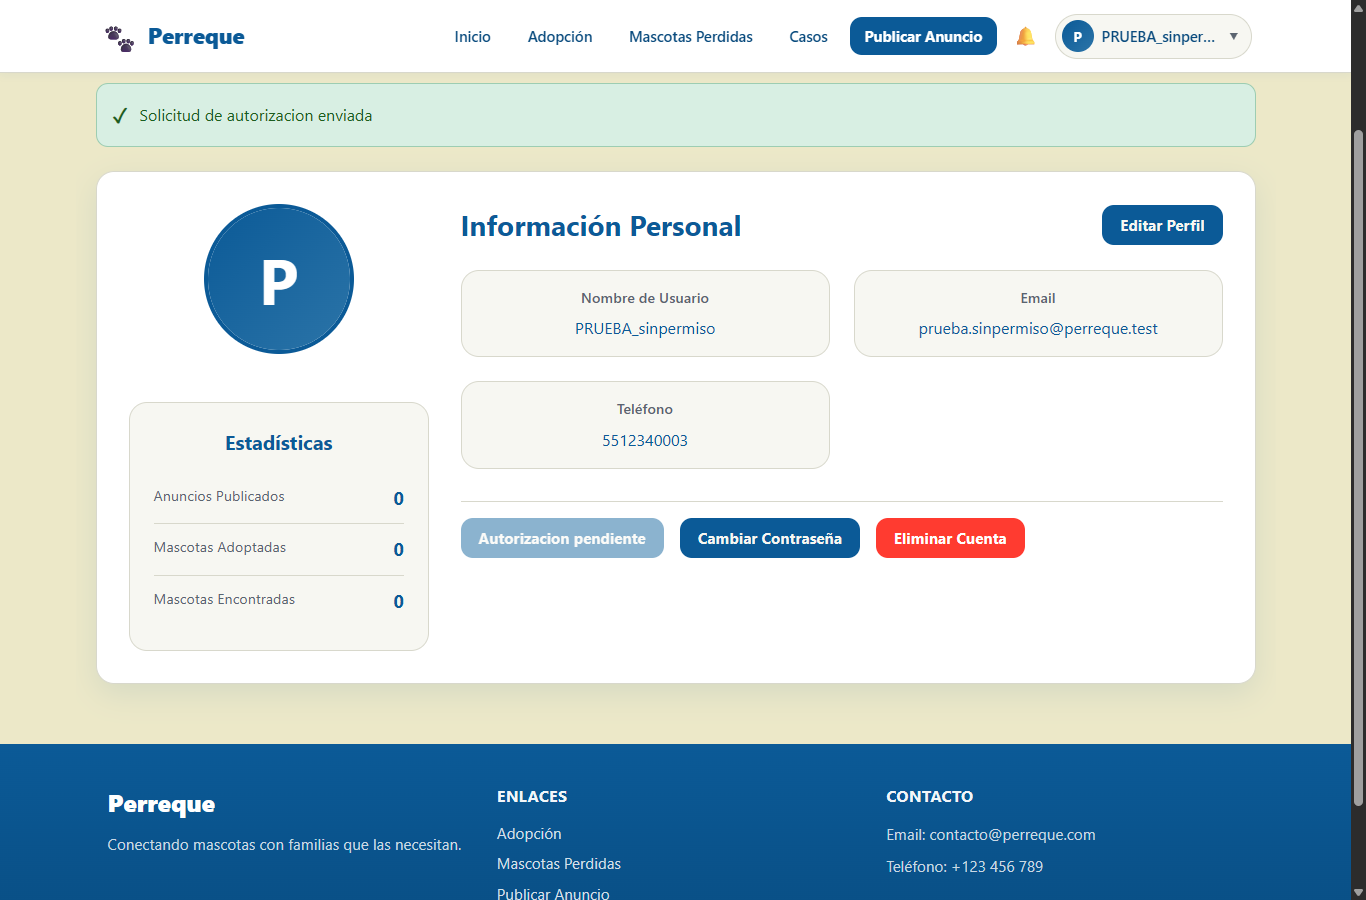 Perreque
Inicio
Adopción
Mascotas Perdidas
Casos
Publicar Anuncio
P
PRUEBA_sinper...
Solicitud de autorizacion enviada
P
Información Personal
Editar Perfil
Nombre de Usuario
PRUEBA_sinpermiso
Email
prueba.sinpermiso@perreque.test
Teléfono
5512340003
Estadísticas
Anuncios Publicados 0
Mascotas Adoptadas 0
Mascotas Encontradas 0
Autorizacion pendiente
Cambiar Contraseña
Eliminar Cuenta
Perreque
Conectando mascotas con familias que las necesitan.
ENLACES
Adopción
Mascotas Perdidas
Publicar Anuncio
CONTACTO
Email: contacto@perreque.com
Teléfono: +123 456 789